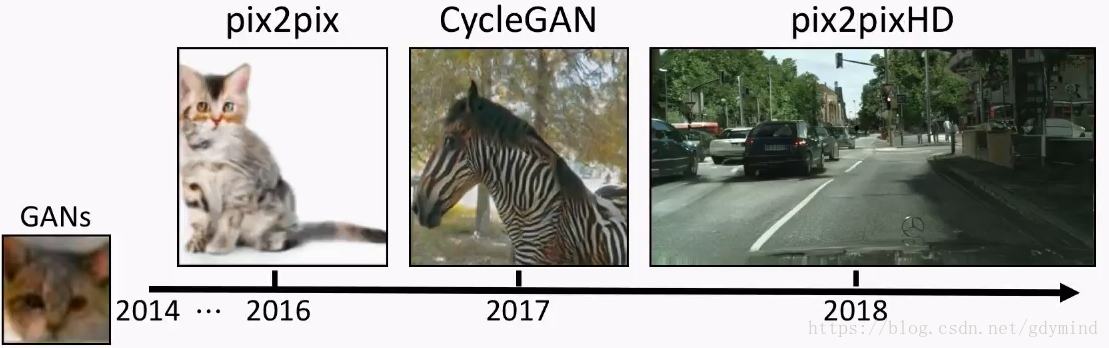 pix2pix
CycleGAN
pix2pixHD
GANs
2014 ... 2016
2017
2018
https://blog.csdn.net/gdymind